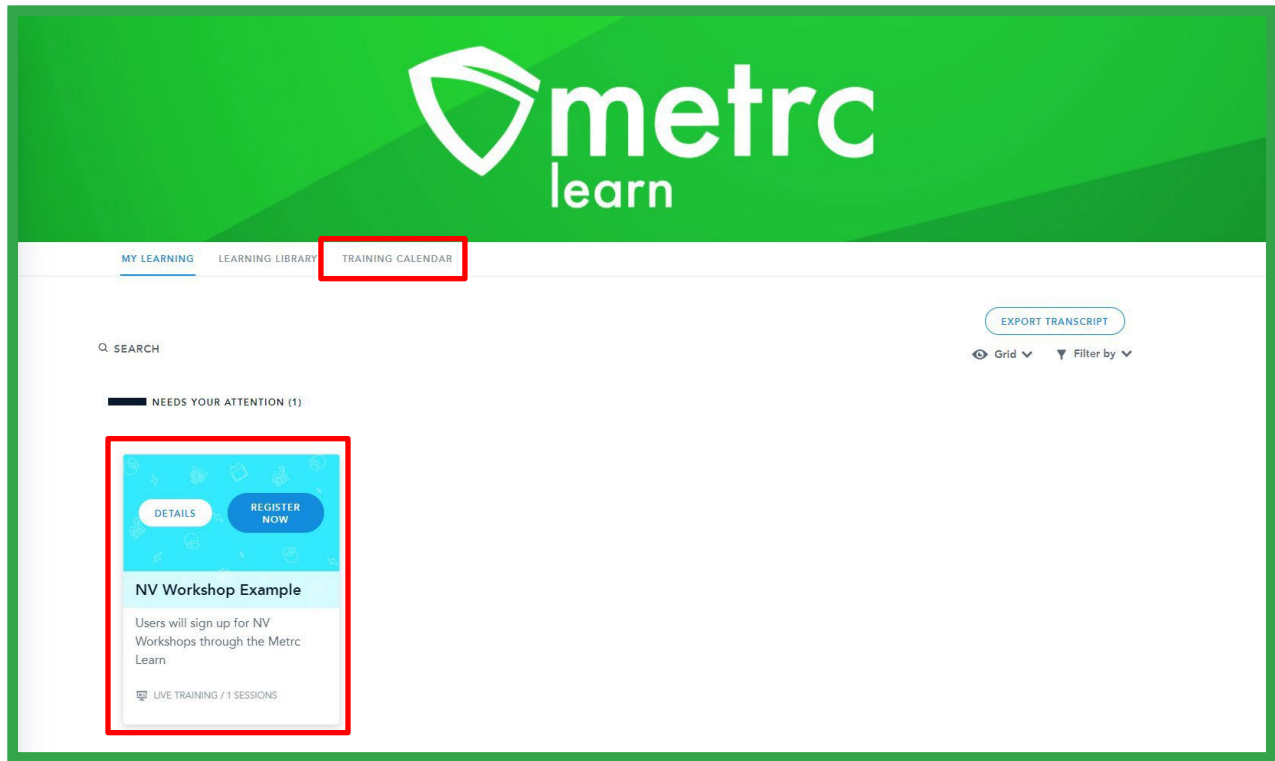 metrc
learn
MY LEARNING LEARNING LIBRARY TRAINING CALENDAR
EXPORT TRANSCRIPT
SEARCH
Grid Filter by
NEEDS YOUR ATTENTION (1)
DETAILS
REGISTER
NOW
NV Workshop Example
Users will sign up for NV
Workshops through the Metrc
Learn
LIVE TRAINING / 1 SESSIONS